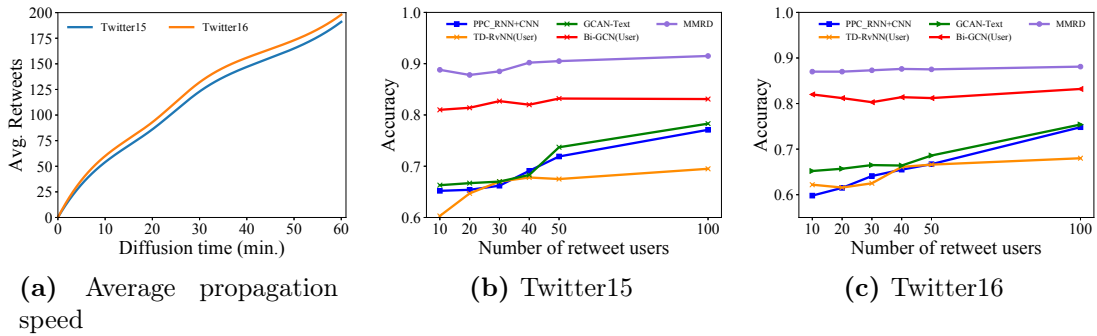 Twitter15 Twitter16
Avg. Retweets
200
175
150
125
100
75
50
25
0
0 10 20 30 40 50 60
Diffusion time (min.)
(a) Average propagation
speed
PPC_RNN+CNN GCAN-Text MMRD
TD-RvNN(User) Bi-GCN(User)
Accuracy
1.0
0.9
0.8
0.7
0.6
10 20 30 40 50 100
Number of retweet users
(b) Twitter15
PPC_RNN+CNN GCAN-Text MMRD
TD-RvNN(User) Bi-GCN(User)
Accuracy
1.0
0.9
0.8
0.7
0.6
10 20 30 40 50 100
Number of retweet users
(c) Twitter16